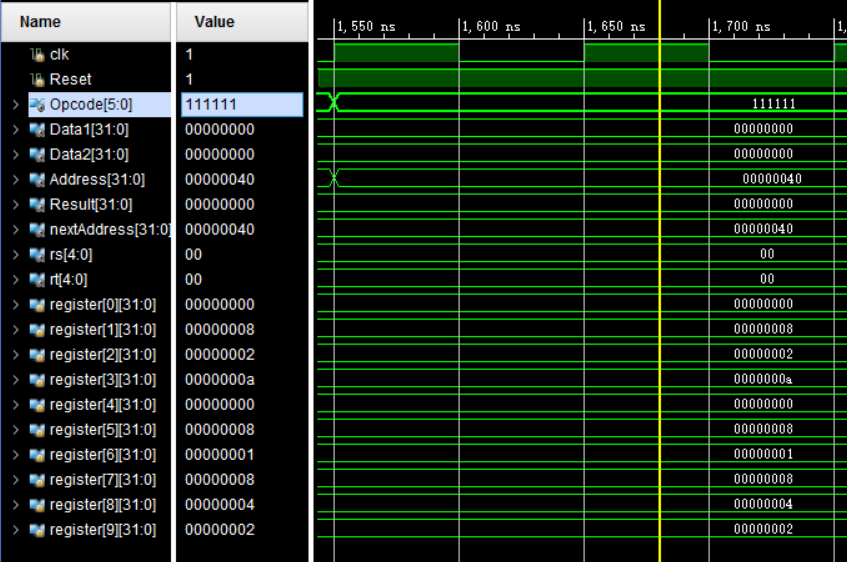 Name Value 1,550 ns 1,600 ns 1,650 ns 1,700 ns 1,
clk 1
Reset 1
Opcode[5:0] 111111 111111
Data1[31:0] 00000000 00000000
Data2[31:0] 00000000 00000000
Address[31:0] 00000040 00000040
Result[31:0] 00000000 00000000
nextAddress[31:0] 00000040 00000040
rs[4:0] 00 00
rt[4:0] 00 00
register[0][31:0] 00000000 00000000
register[1][31:0] 00000008 00000008
register[2][31:0] 00000002 00000002
register[3][31:0] 0000000a 0000000a
register[4][31:0] 00000000 00000000
register[5][31:0] 00000008 00000008
register[6][31:0] 00000001 00000001
register[7][31:0] 00000008 00000008
register[8][31:0] 00000004 00000004
register[9][31:0] 00000002 00000002